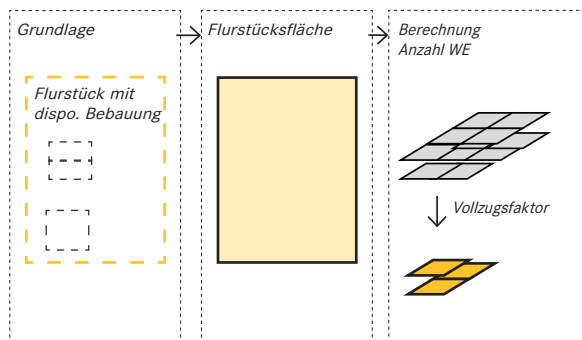 Grundlage
Flurstücksfläche
Berechnung
Anzahl WE
Flurstück mit
dispo. Bebauung
Vollzugsfaktor